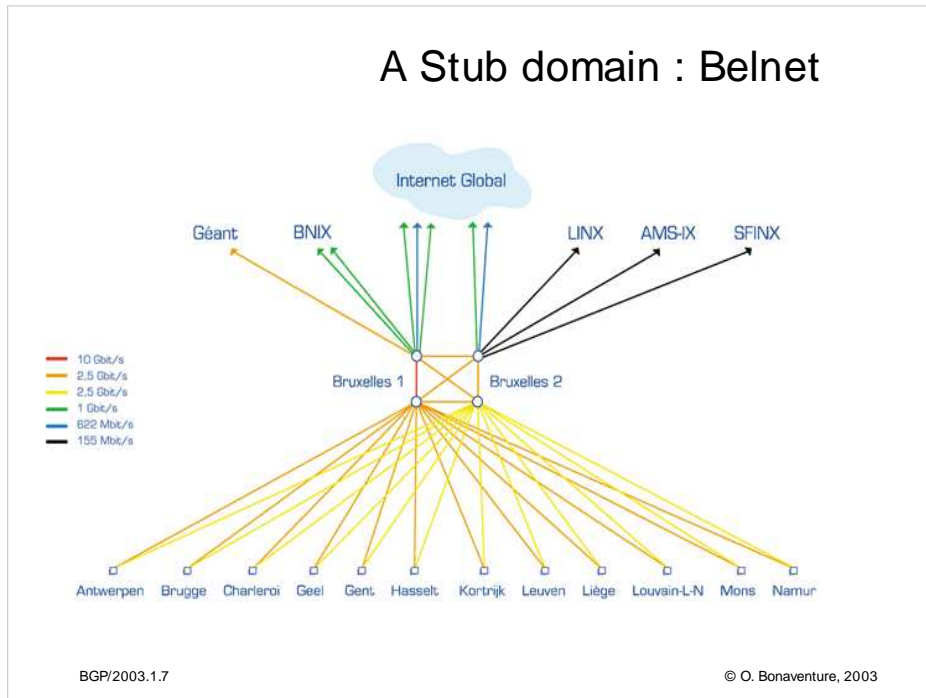 A Stub domain : Belnet
Internet Global
Géant BNIX LINX AMS-IX SFINX
10 Gbit/s
2,5 Gbit/s
2,5 Gbit/s
1 Gbit/s
622 Mbit/s
155 Mbit/s
Bruxelles 1 Bruxelles 2
Antwerpen Brugge Charleroi Geel Gent Hasselt Kortrijk Leuven Liège Louvain-L-N Mons Namur
BGP/2003.1.7 © O. Bonaventure, 2003